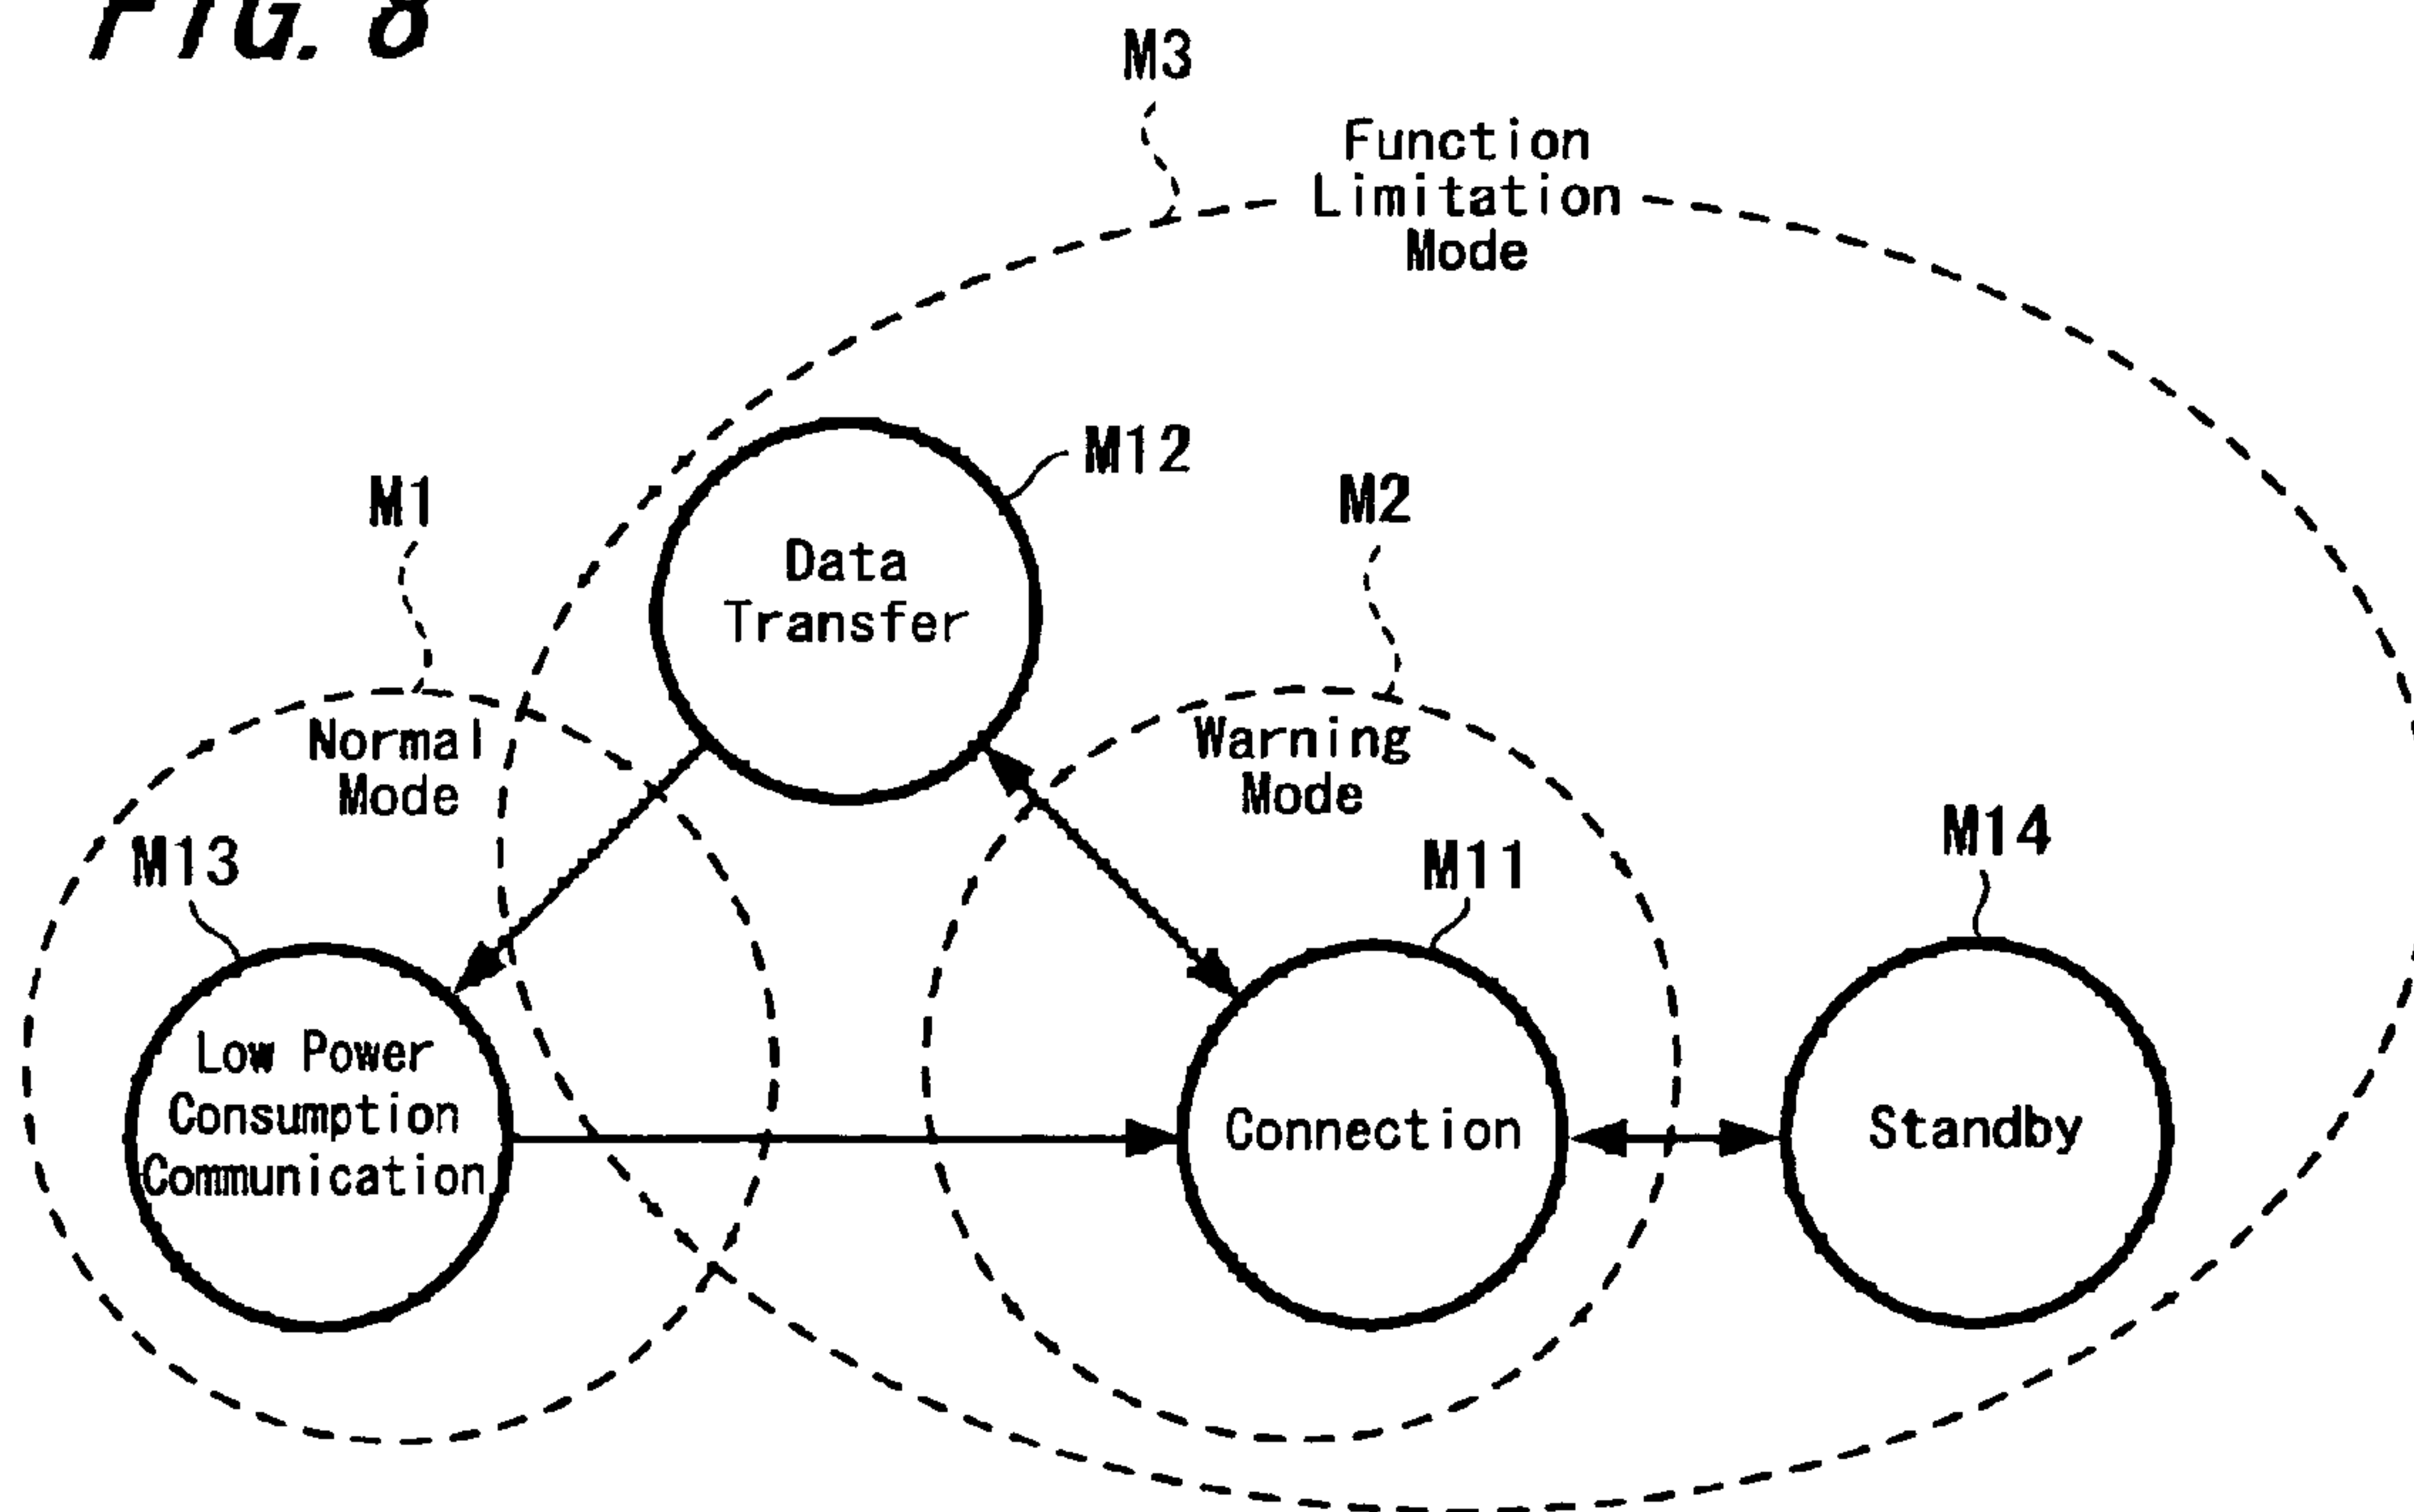 FIG. 8
M3
Function
Limitation
Mode
M12
M1
M2
Data
Transfer
Normal
Mode
Warning
Mode
M13
M11
M14
Low Power
Consumption
Communication
Connection
Standby